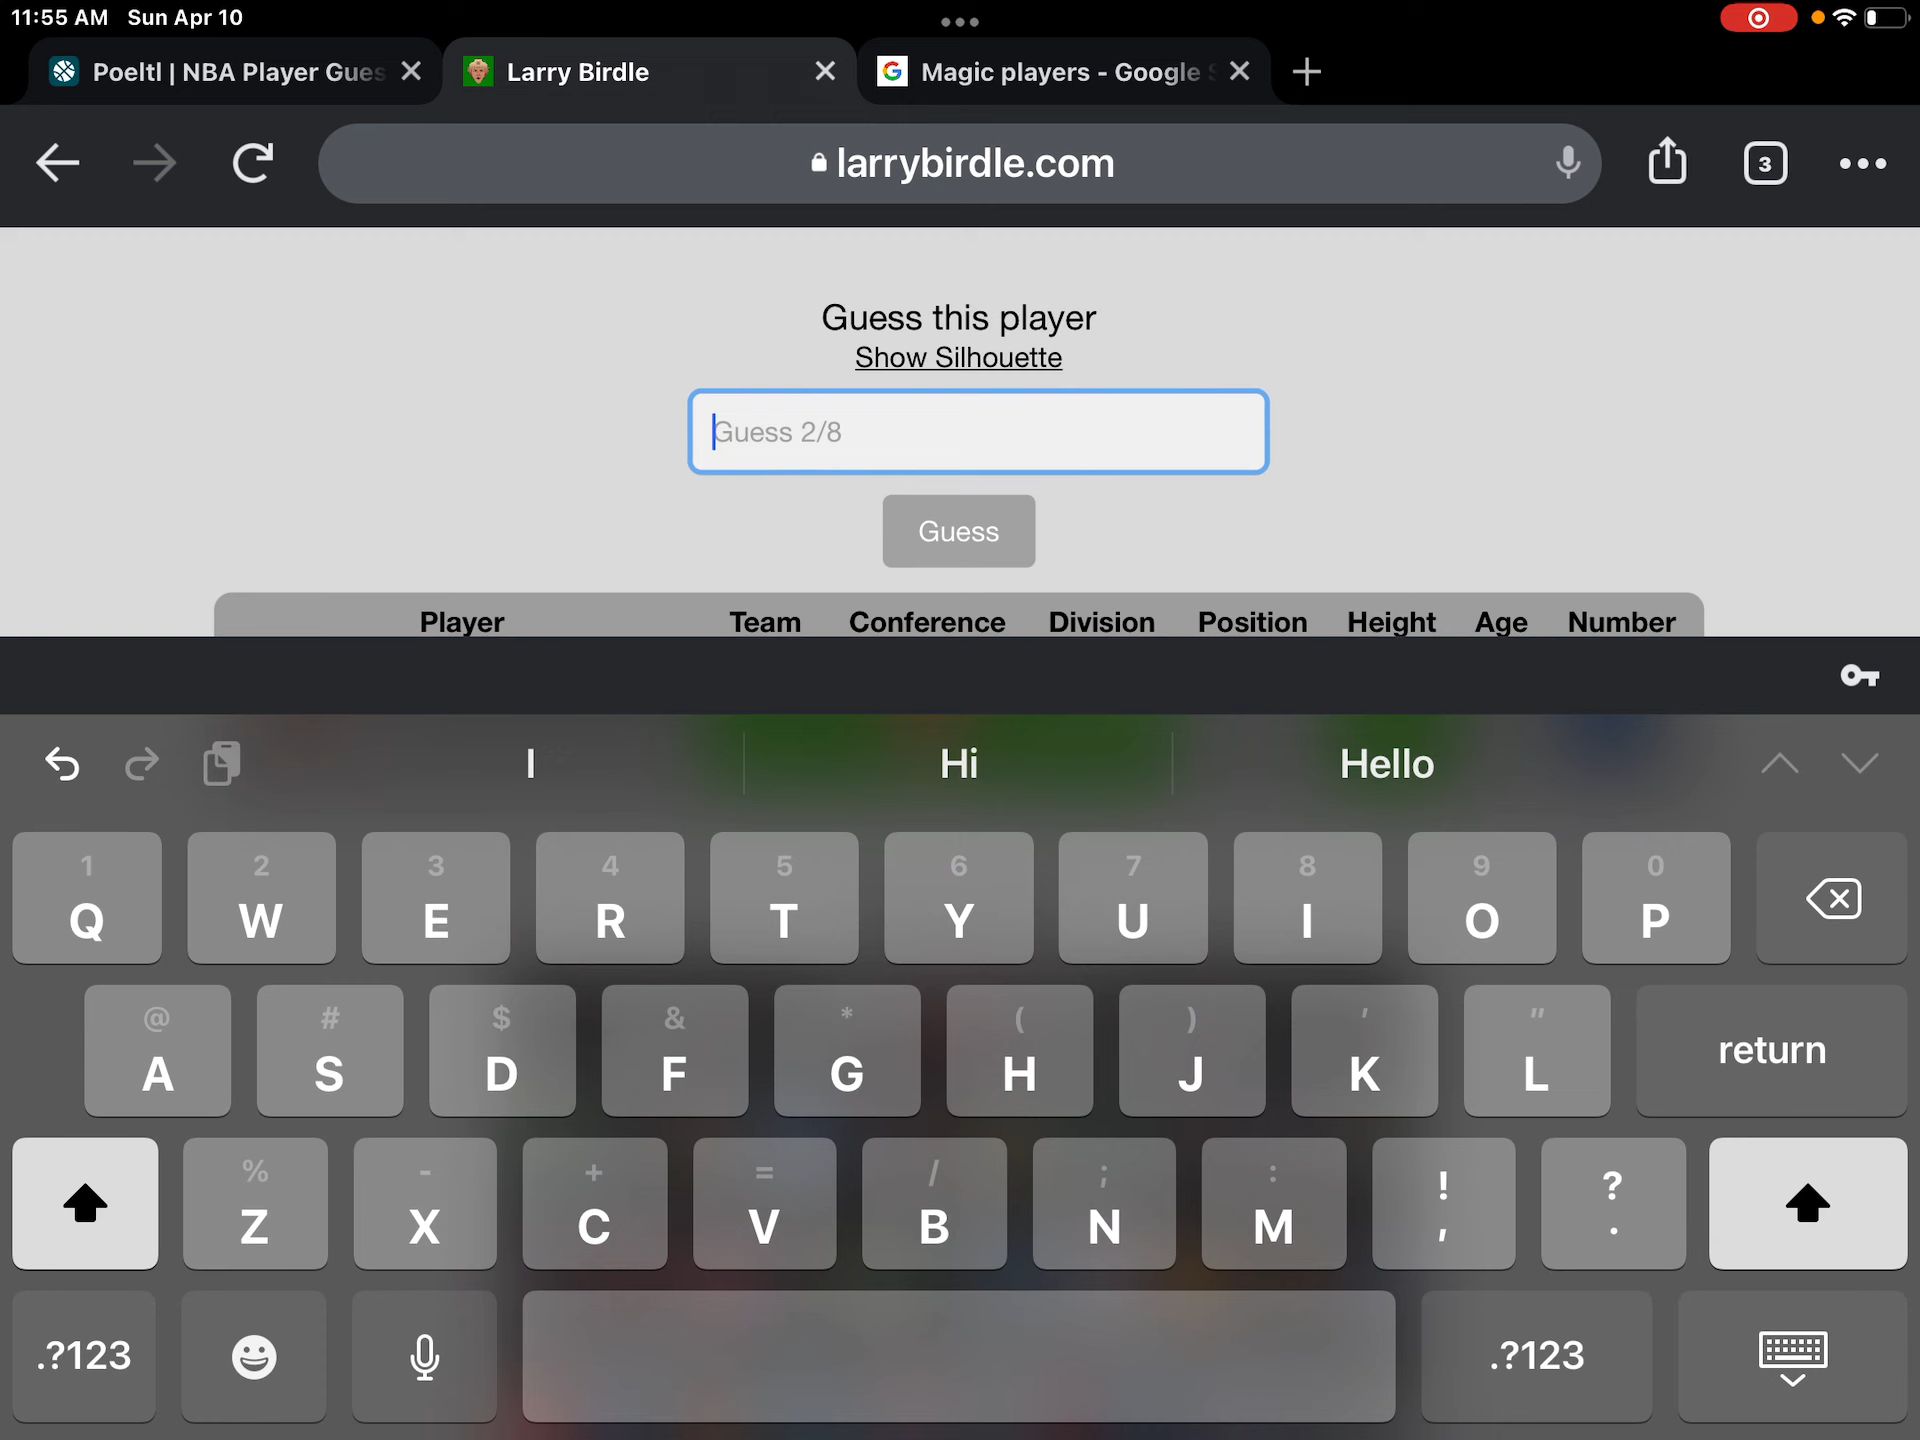 11:55 AM Sun Apr 10
Poeltl | NBA Player Gues
Larry Birdle
Magic players - Google S
larrybirdle.com
3
Guess this player
Show Silhouette
Guess 2/8
Guess
Player Team Conference Division Position Height Age Number
I Hi Hello
1 2 3 4 5 6 7 8 9 0
Q W E R T Y U I O P
@ # $ & * ( ) ' "
A S D F G H J K L return
% - + = / ; : ! ?
Z X C V B N M , .
.?123 .?123